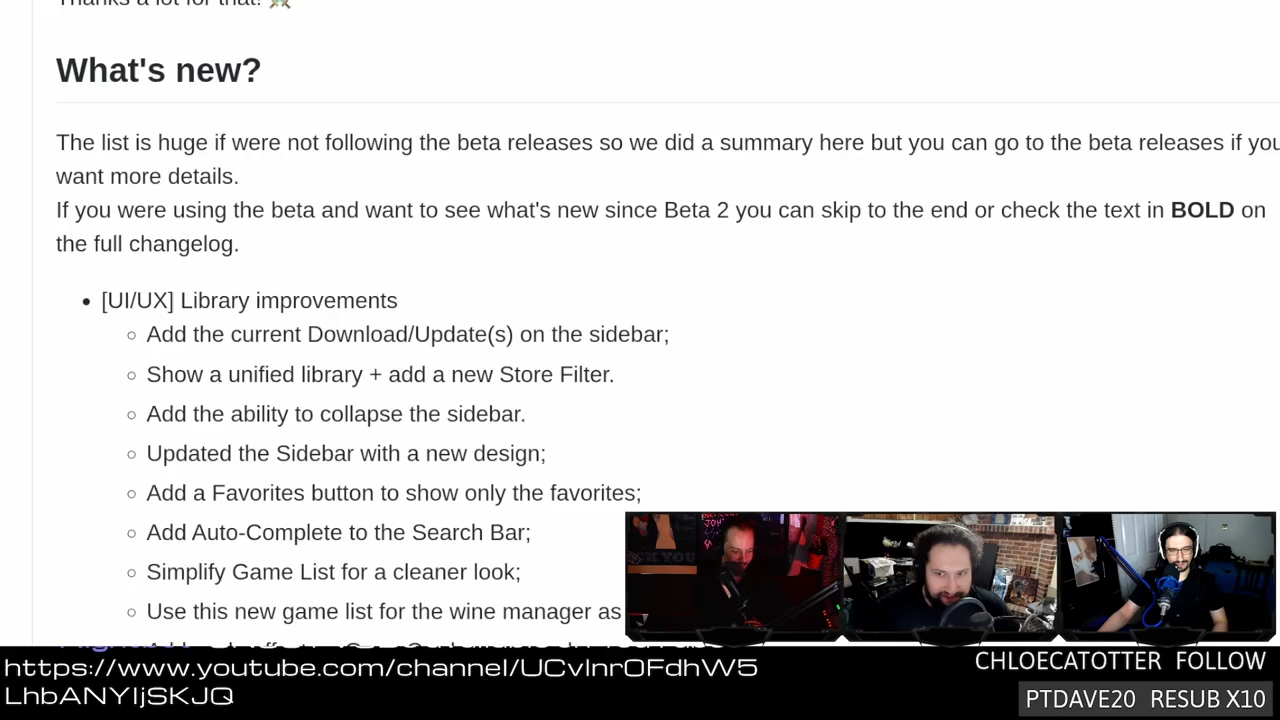 Thanks a lot for that!
What's new?
The list is huge if were not following the beta releases so we did a summary here but you can go to the beta releases if you
want more details.
If you were using the beta and want to see what's new since Beta 2 you can skip to the end or check the text in BOLD on
the full changelog.
[UI/UX] Library improvements
Add the current Download/Update(s) on the sidebar;
Show a unified library + add a new Store Filter.
Add the ability to collapse the sidebar.
Updated the Sidebar with a new design;
Add a Favorites button to show only the favorites;
Add Auto-Complete to the Search Bar;
Simplify Game List for a cleaner look;
Use this new game list for the wine manager as
https://www.youtube.com/channel/UCvInrOFdhW5
LhbANYIjSKJQ
CHLOECATOTTER FOLLOW
PTDAVE20 RESUB X10